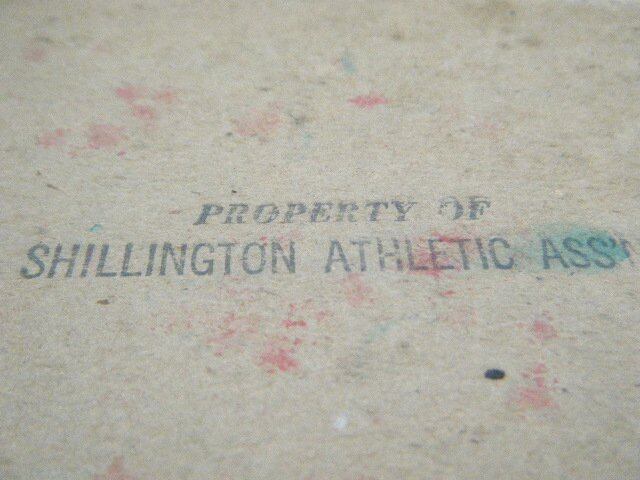 PROPERTY OF
SHILLINGTON ATHLETIC ASS'N